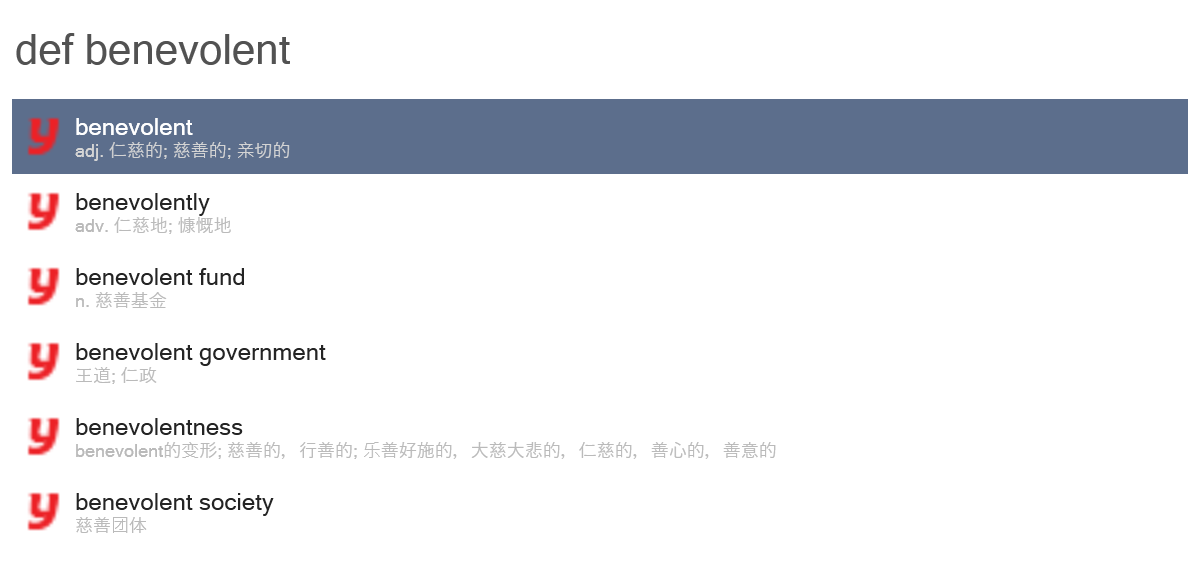 def benevolent
benevolent
adj. 仁慈的; 慈善的; 亲切的
benevolently
adv. 仁慈地; 慷慨地
benevolent fund
n. 慈善基金
benevolent government
王道; 仁政
benevolentness
benevolent的变形; 慈善的，行善的; 乐善好施的，大慈大悲的，仁慈的，善心的，善意的
benevolent society
慈善团体